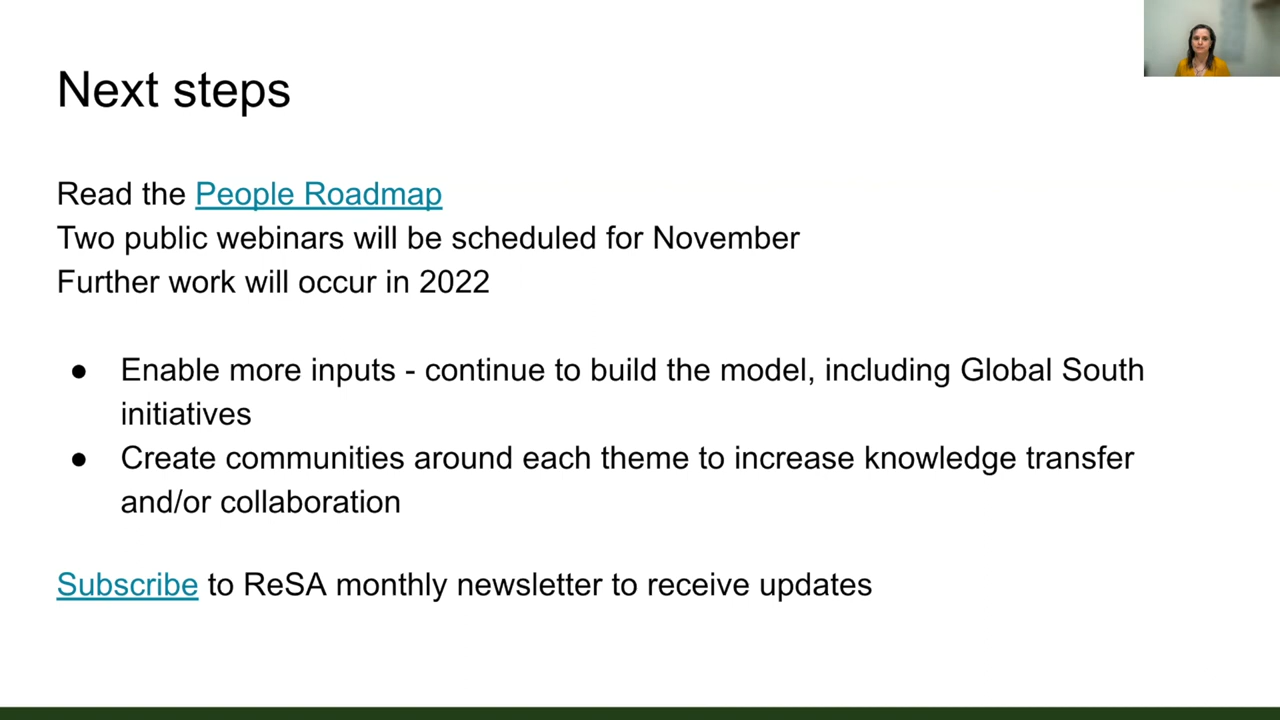 Next steps
Read the People Roadmap
Two public webinars will be scheduled for November
Further work will occur in 2022
● Enable more inputs - continue to build the model, including Global South
initiatives
● Create communities around each theme to increase knowledge transfer
and/or collaboration
Subscribe to ReSA monthly newsletter to receive updates